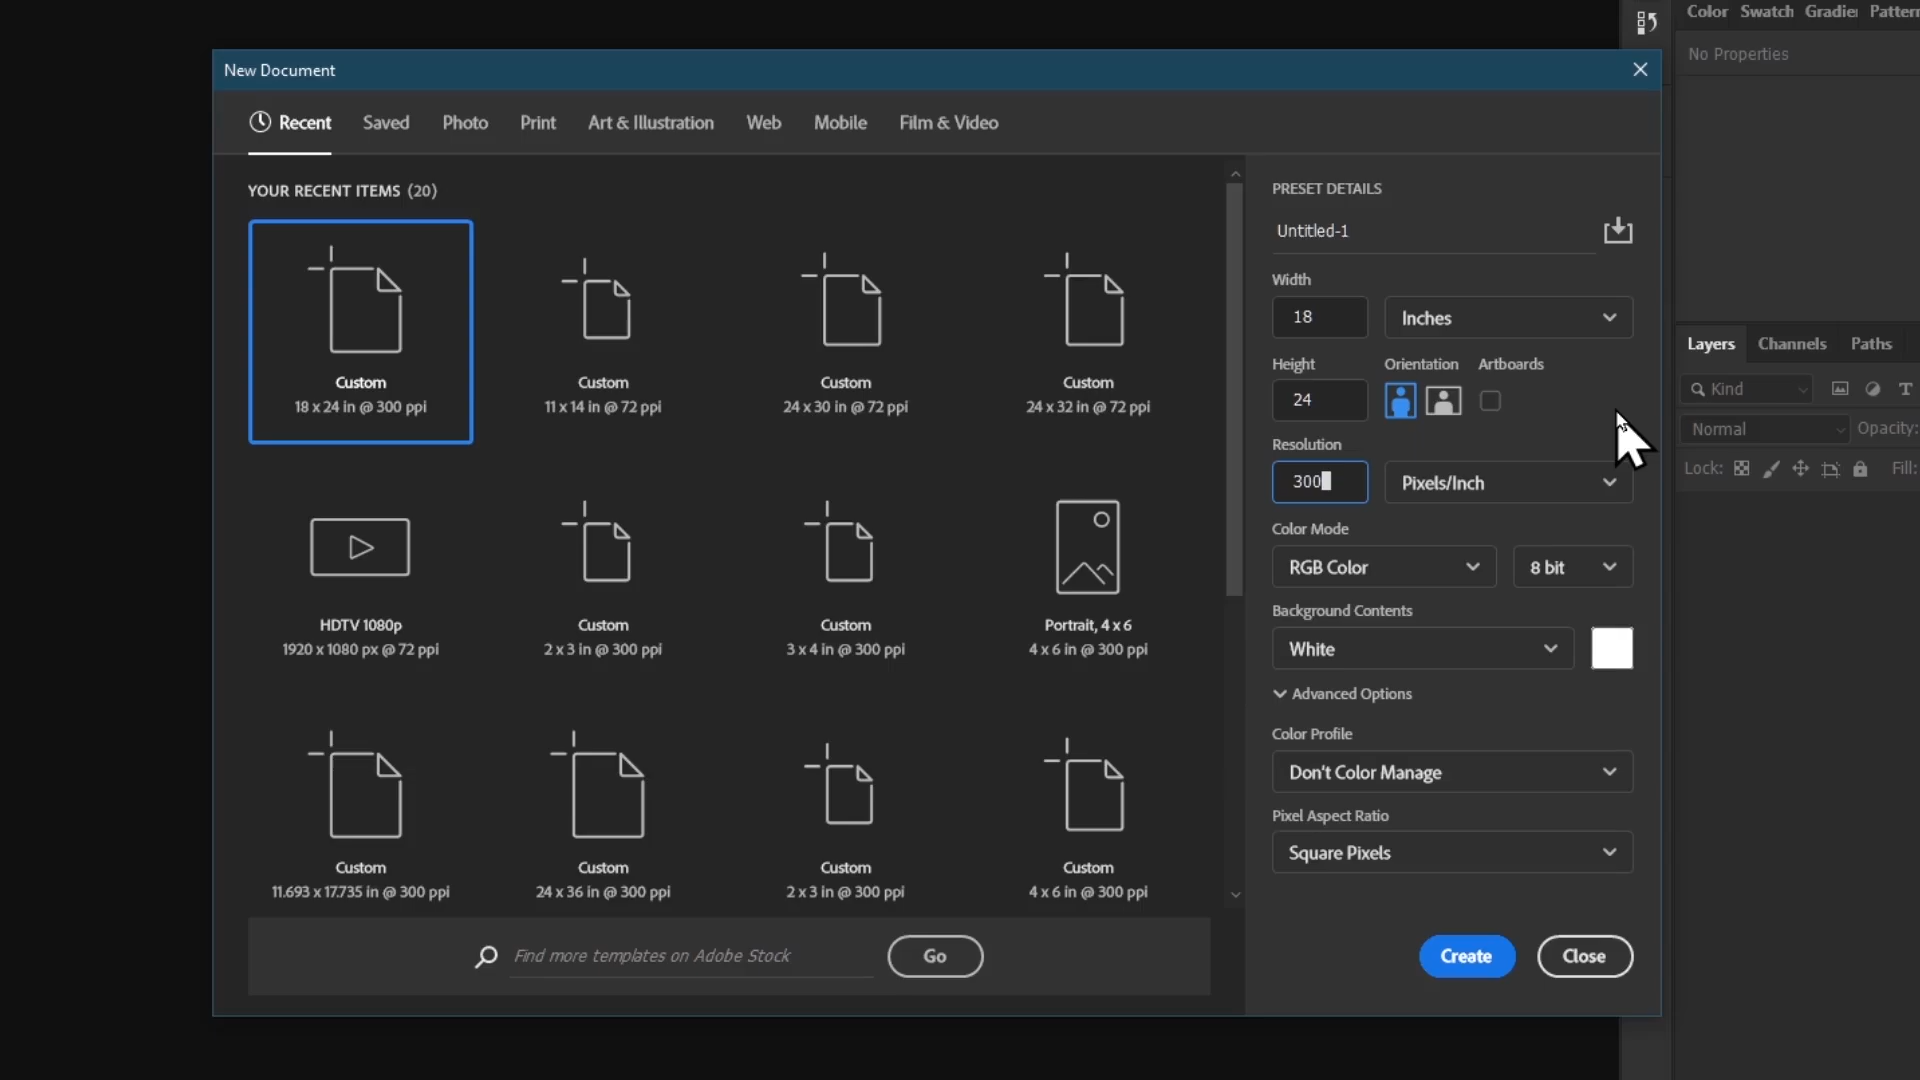 New Document
Recent Saved Photo Print Art & Illustration Web Mobile Film & Video
YOUR RECENT ITEMS (20)
Custom
18 x 24 in @ 300 ppi
Custom
11 x 14 in @ 72 ppi
Custom
24 x 30 in @ 72 ppi
Custom
24 x 32 in @ 72 ppi
HDTV 1080p
1920 x 1080 px @ 72 ppi
Custom
2 x 3 in @ 300 ppi
Custom
3 x 4 in @ 300 ppi
Portrait, 4 x 6
4 x 6 in @ 300 ppi
Custom
11.693 x 17.735 in @ 300 ppi
Custom
24 x 36 in @ 300 ppi
Custom
2 x 3 in @ 300 ppi
Custom
4 x 6 in @ 300 ppi
Find more templates on Adobe Stock
Go
PRESET DETAILS
Untitled-1
Width
18 Inches
Height Orientation Artboards
24
Resolution
300 Pixels/Inch
Color Mode
RGB Color 8 bit
Background Contents
White
Advanced Options
Color Profile
Don't Color Manage
Pixel Aspect Ratio
Square Pixels
Create Close
Color Swatch Gradie Pattern
No Properties
Layers Channels Paths
Kind T
Normal Opacity:
Lock: Fill: